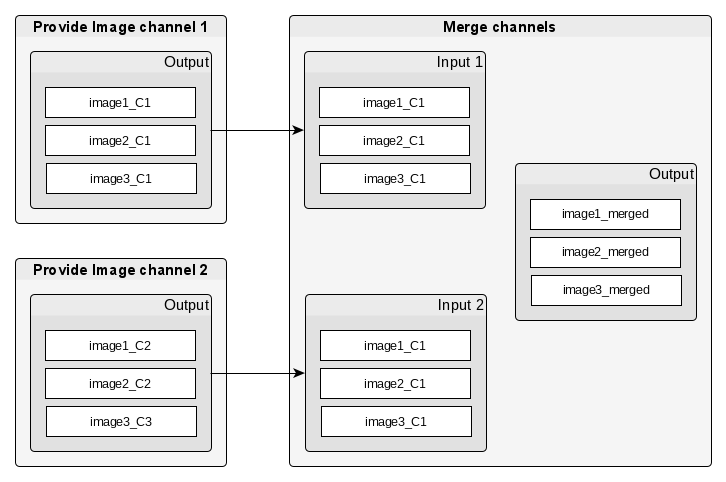 Provide Image channel 1
Output
image1_C1
image2_C1
image3_C1
Provide Image channel 2
Output
image1_C2
image2_C2
image3_C3
Merge channels
Input 1
image1_C1
image2_C1
image3_C1
Input 2
image1_C1
image2_C1
image3_C1
Output
image1_merged
image2_merged
image3_merged